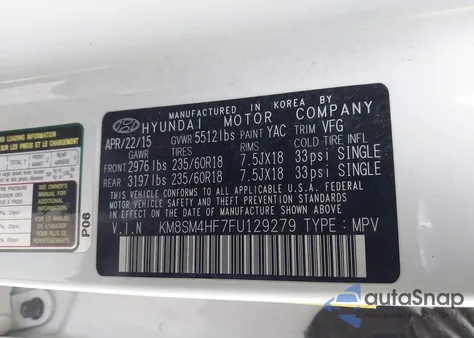 MANUFACTURED IN KOREA BY
HYUNDAI MOTOR COMPANY
APR/22/15 GVWR 5512lbs PAINT YAC TRIM VFG
GAWR TIRES RIMS COLD TIRE INFL
FRONT 2976 lbs 235/60R18 7.5JX18 33psi SINGLE
REAR 3197 lbs 235/60R18 7.5JX18 33psi SINGLE
THIS VEHICLE CONFORMS TO ALL APPLICABLE U.S.A. FEDERAL
MOTOR VEHICLE SAFETY, BUMPER, AND THEFT PREVENTION
STANDARDS IN EFFECT ON THE DATE OF MANUFACTURE SHOWN ABOVE.
V.I.N KM8SM4HF7FU129279 TYPE : MPV
P06
autoSnap